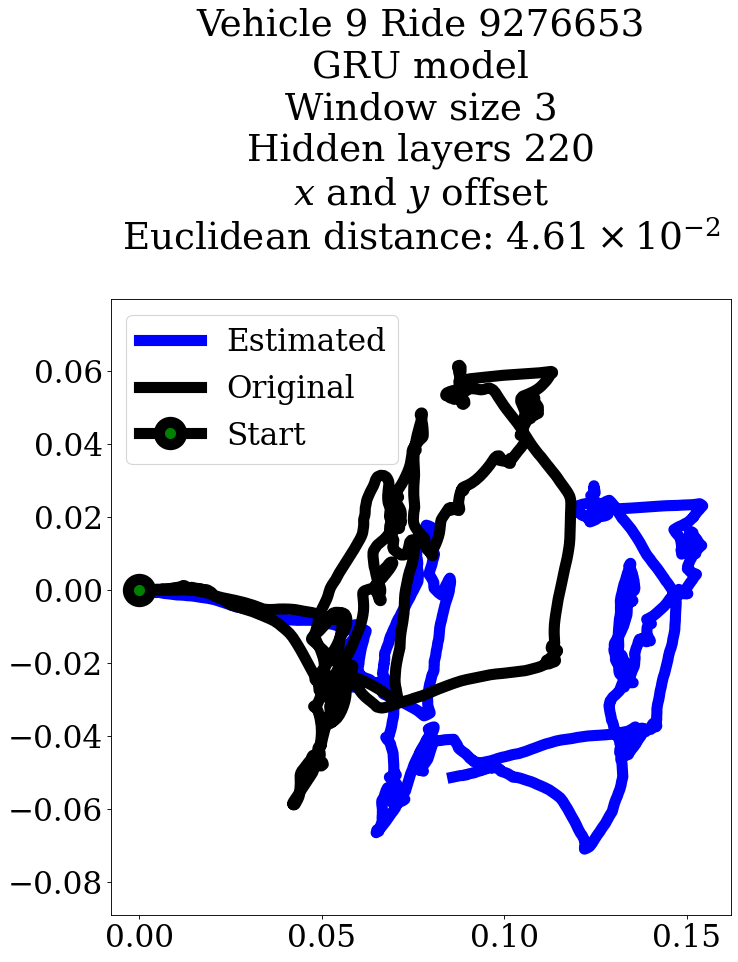 Vehicle 9 Ride 9276653
GRU model
Window size 3
Hidden layers 220
x and y offset
Euclidean distance: 4.61 × 10⁻²
Estimated
Original
Start
0.06
0.04
0.02
0.00
−0.02
−0.04
−0.06
−0.08
0.00 0.05 0.10 0.15